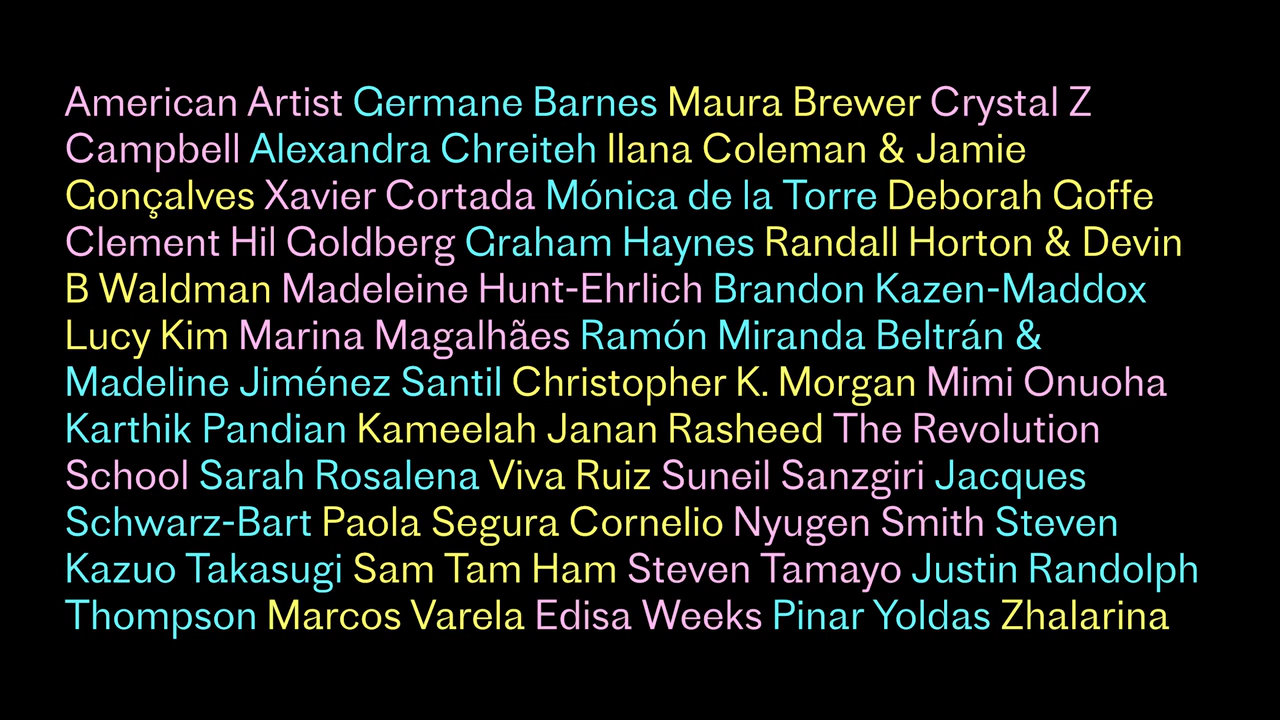 American Artist Germane Barnes Maura Brewer Crystal Z
Campbell Alexandra Chreiteh Ilana Coleman & Jamie
Gonçalves Xavier Cortada Mónica de la Torre Deborah Goffe
Clement Hil Goldberg Graham Haynes Randall Horton & Devin
B Waldman Madeleine Hunt-Ehrlich Brandon Kazen-Maddox
Lucy Kim Marina Magalhães Ramón Miranda Beltrán &
Madeline Jiménez Santil Christopher K. Morgan Mimi Onuoha
Karthik Pandian Kameelah Janan Rasheed The Revolution
School Sarah Rosalena Viva Ruiz Suneil Sanzgiri Jacques
Schwarz-Bart Paola Segura Cornelio Nyugen Smith Steven
Kazuo Takasugi Sam Tam Ham Steven Tamayo Justin Randolph
Thompson Marcos Varela Edisa Weeks Pinar Yoldas Zhalarina